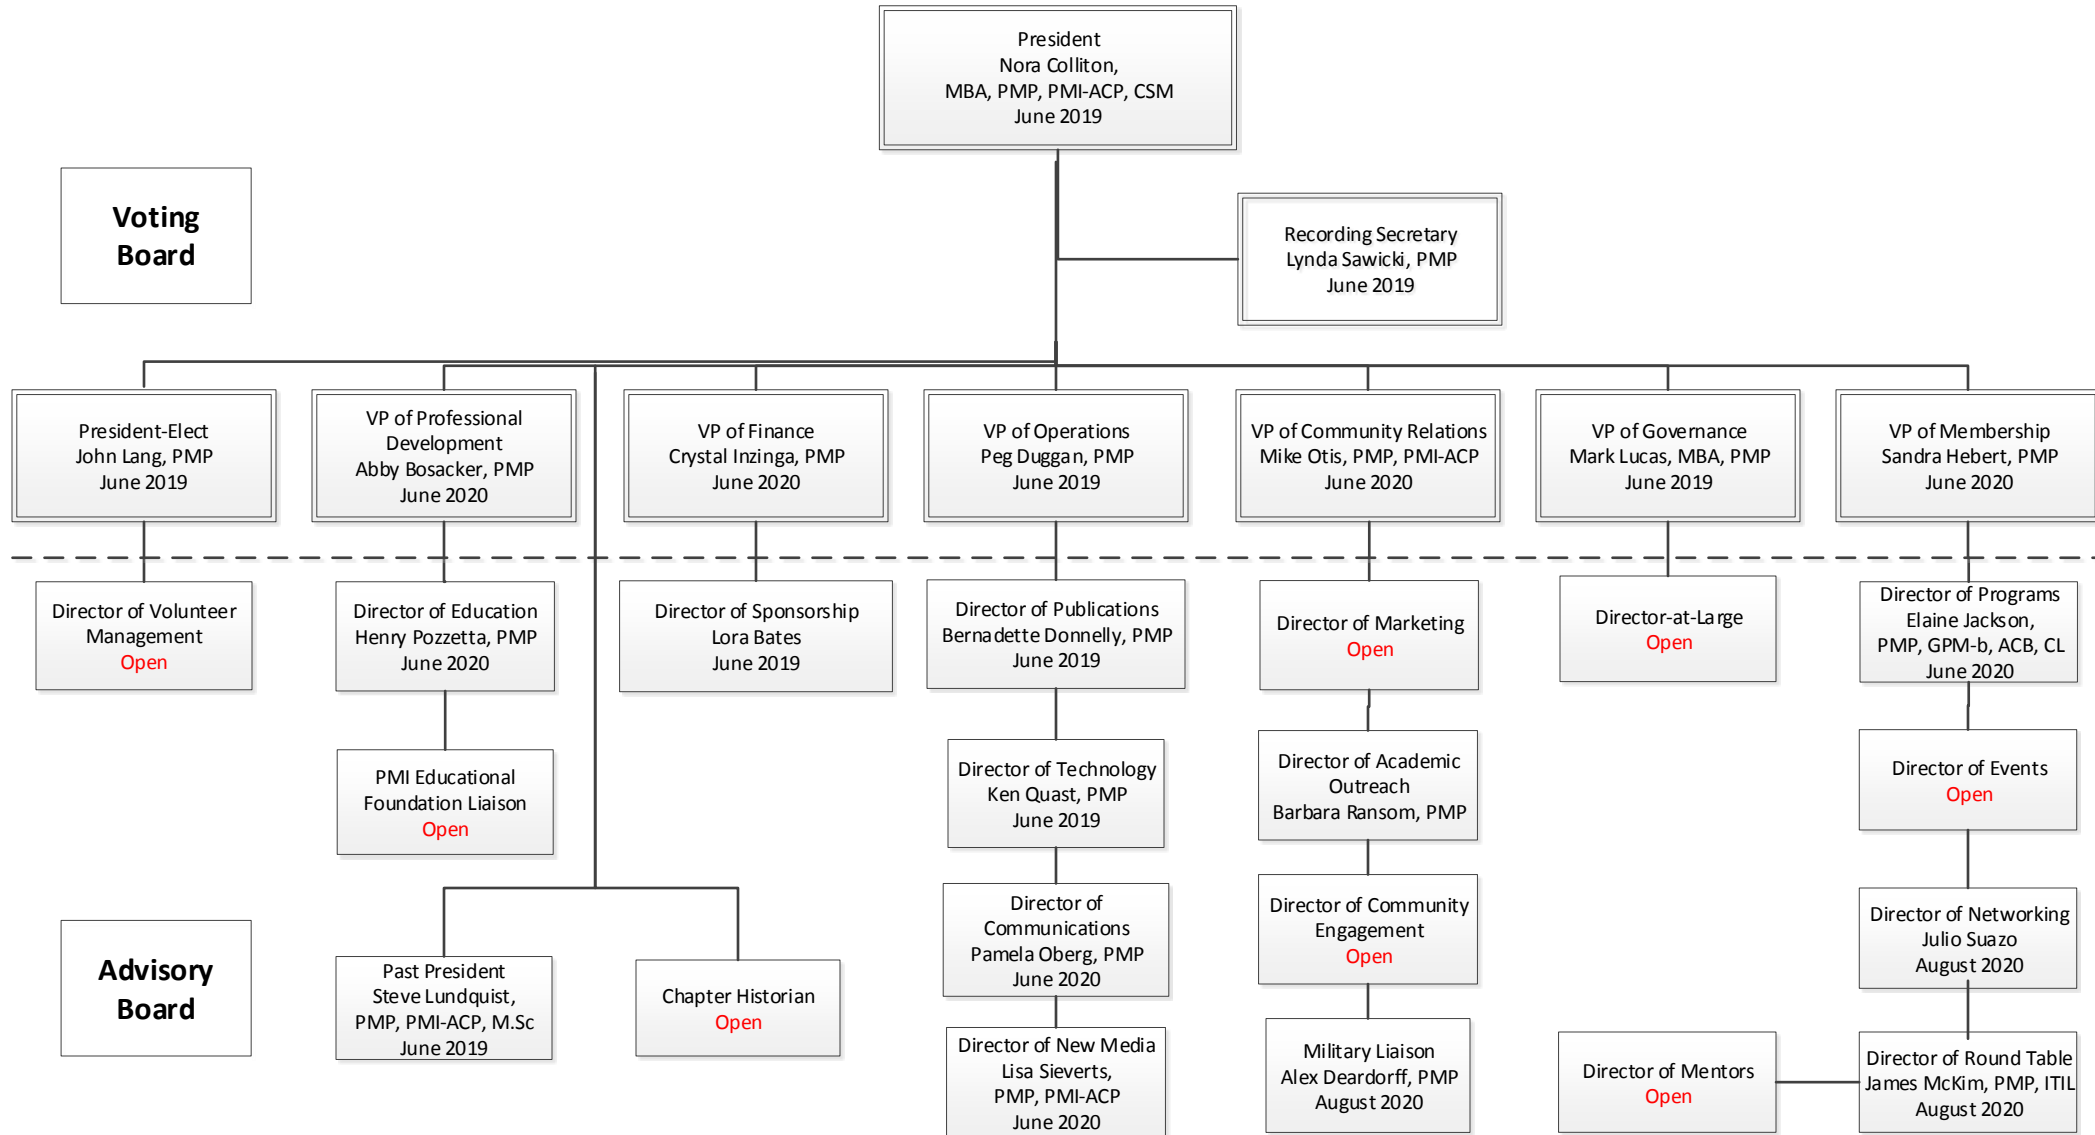 President
Nora Colliton,
MBA, PMP, PMI-ACP, CSM
June 2019
Voting
Board
Recording Secretary
Lynda Sawicki, PMP
June 2019
President-Elect
John Lang, PMP
June 2019
VP of Professional
Development
Abby Bosacker, PMP
June 2020
VP of Finance
Crystal Inzinga, PMP
June 2020
VP of Operations
Peg Duggan, PMP
June 2019
VP of Community Relations
Mike Otis, PMP, PMI-ACP
June 2020
VP of Governance
Mark Lucas, MBA, PMP
June 2019
VP of Membership
Sandra Hebert, PMP
June 2020
Director of Volunteer
Management
Open
Director of Education
Henry Pozzetta, PMP
June 2020
Director of Sponsorship
Lora Bates
June 2019
Director of Publications
Bernadette Donnelly, PMP
June 2019
Director of Marketing
Open
Director-at-Large
Open
Director of Programs
Elaine Jackson,
PMP, GPM-b, ACB, CL
June 2020
PMI Educational
Foundation Liaison
Open
Director of Technology
Ken Quast, PMP
June 2019
Director of Academic
Outreach
Barbara Ransom, PMP
Director of Events
Open
Advisory
Board
Past President
Steve Lundquist,
PMP, PMI-ACP, M.Sc
June 2019
Chapter Historian
Open
Director of
Communications
Pamela Oberg, PMP
June 2020
Director of Community
Engagement
Open
Director of Networking
Julio Suazo
August 2020
Director of New Media
Lisa Sieverts,
PMP, PMI-ACP
June 2020
Military Liaison
Alex Deardorff, PMP
August 2020
Director of Mentors
Open
Director of Round Table
James McKim, PMP, ITIL
August 2020